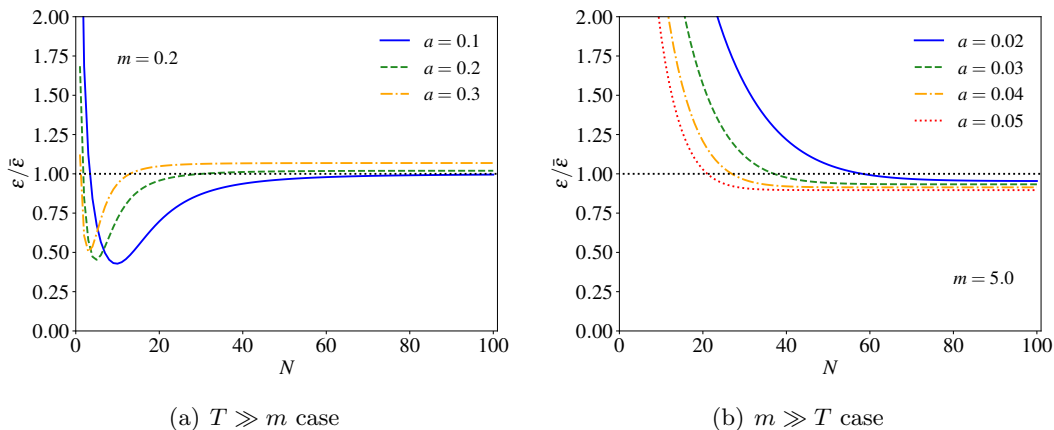 2.00
1.75
1.50
1.25
1.00
0.75
0.50
0.25
0.00
ε/ε̄
m = 0.2
a = 0.1
a = 0.2
a = 0.3
0 20 40 60 80 100
N
(a) T ≫ m case
2.00
1.75
1.50
1.25
1.00
0.75
0.50
0.25
0.00
ε/ε̄
a = 0.02
a = 0.03
a = 0.04
a = 0.05
m = 5.0
0 20 40 60 80 100
N
(b) m ≫ T case